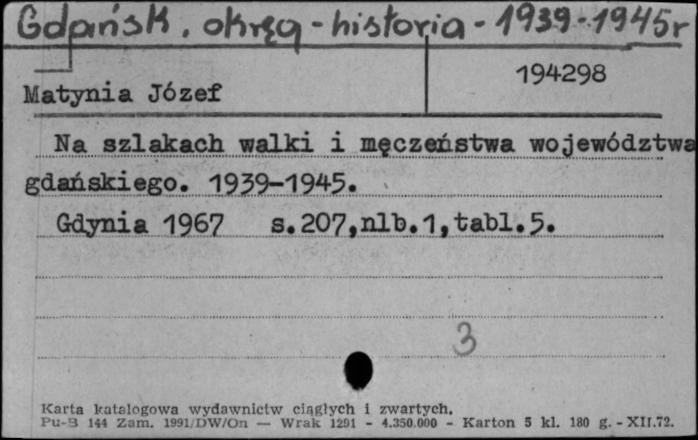 Gdańsk, okręg - historia - 1939-1945r
194298
Matynia Józef
Na szlakach walki i męczeństwa województwa
gdańskiego. 1939-1945.
Gdynia 1967 s.207,nlb.1,tabl.5.
3
Karta katalogowa wydawnictw ciągłych i zwartych.
Pu-B 144 Zam. 1991/DW/On — Wrak 1291 - 4.350.000 - Karton 5 kl. 180 g. - XII.72.